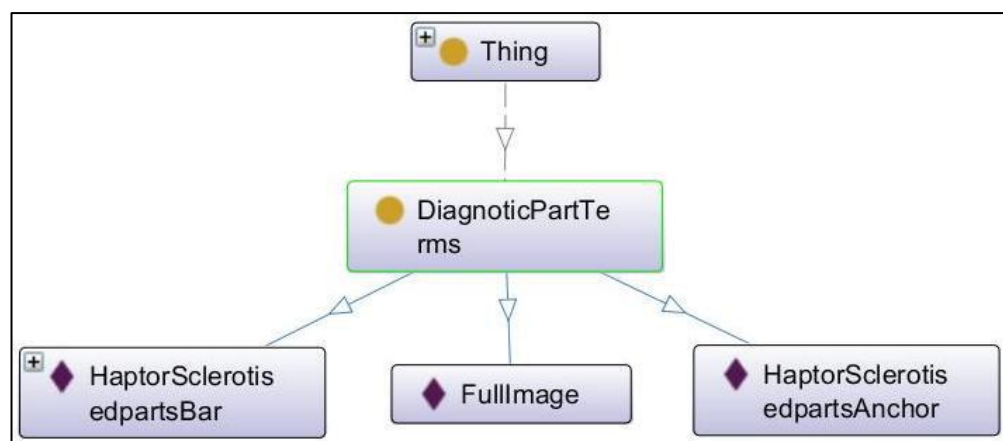 Thing
DiagnoticPartTe
rms
HaptorSclerotis
edpartsBar
FullImage
HaptorSclerotis
edpartsAnchor